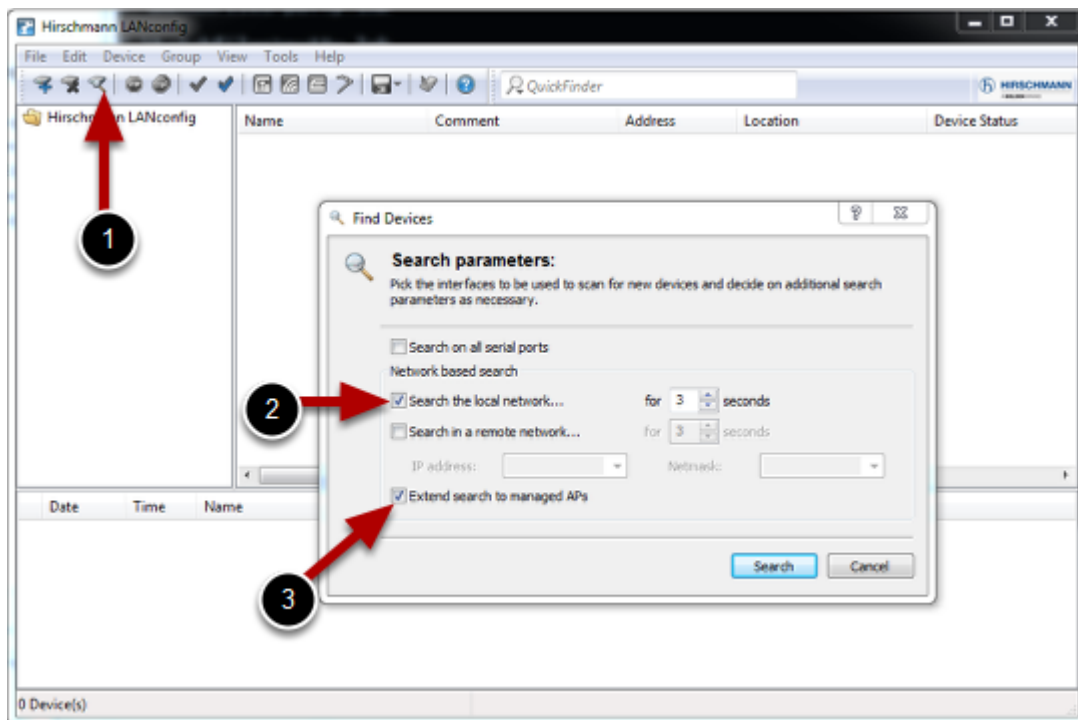 Hirschmann LANconfig
File Edit Device Group View Tools Help
QuickFinder
HIRSCHMANN
Hirschmann LANconfig
Name Comment Address Location Device Status
1
Find Devices
Search parameters:
Pick the interfaces to be used to scan for new devices and decide on additional search
parameters as necessary.
Search on all serial ports
Network based search
2
Search the local network... for 3 seconds
Search in a remote network... for 3 seconds
IP address: Netmask:
Extend search to managed APs
Date Time Name
3
Search Cancel
0 Device(s)